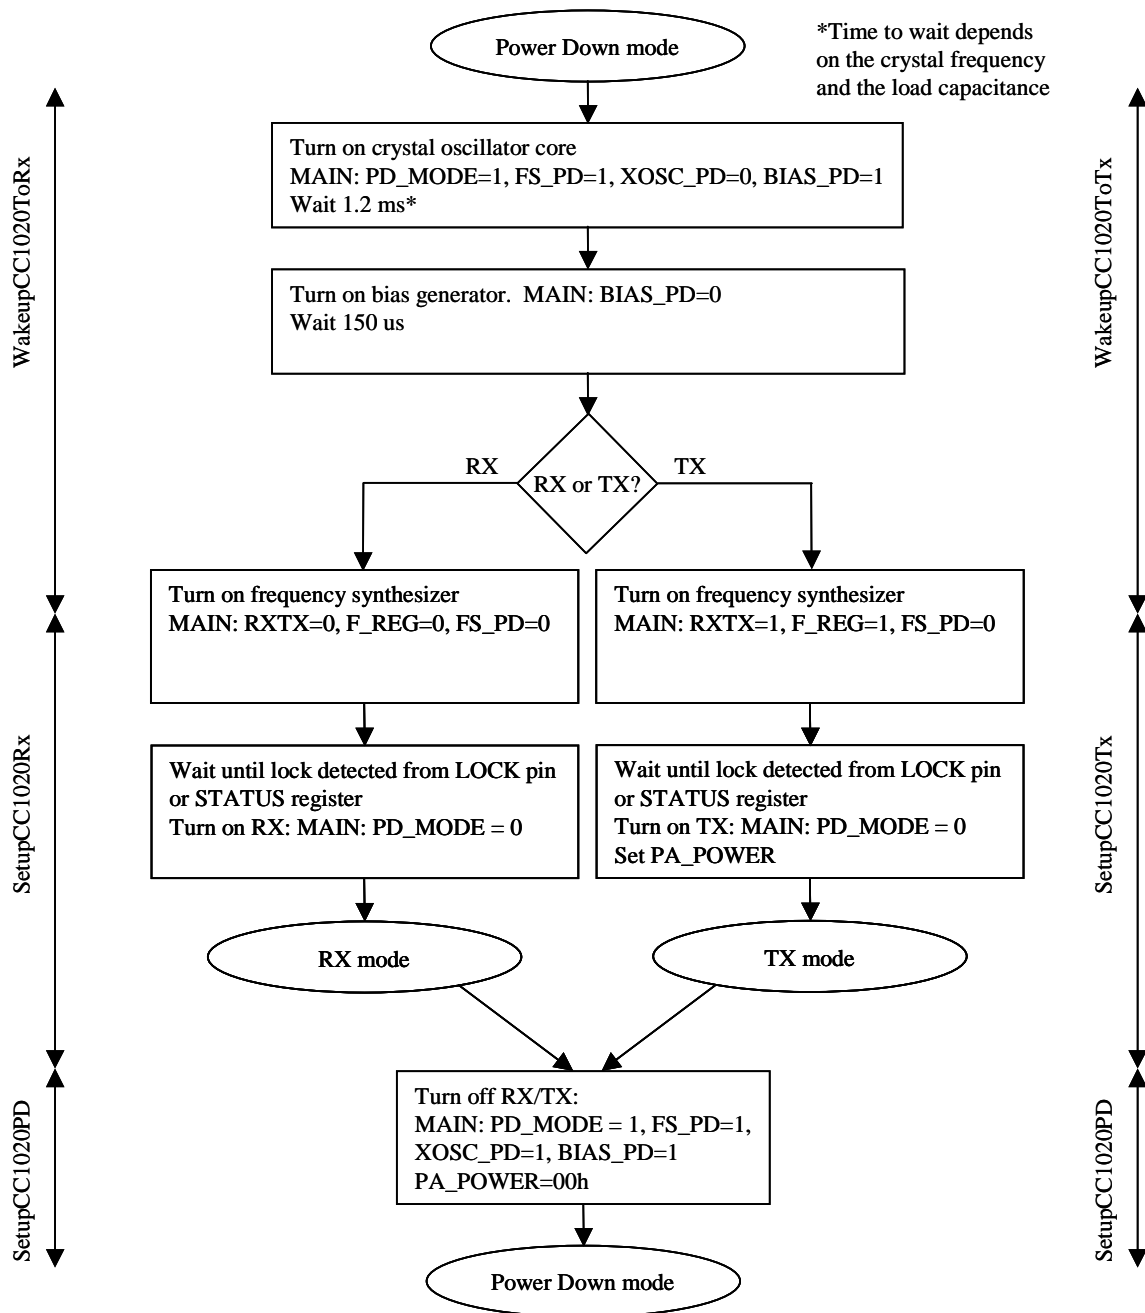 Power Down mode
*Time to wait depends
on the crystal frequency
and the load capacitance
WakeupCC1020ToRx
WakeupCC1020ToTx
Turn on crystal oscillator core
MAIN: PD_MODE=1, FS_PD=1, XOSC_PD=0, BIAS_PD=1
Wait 1.2 ms*
Turn on bias generator.  MAIN: BIAS_PD=0
Wait 150 us
RX
RX or TX?
TX
Turn on frequency synthesizer
MAIN: RXTX=0, F_REG=0, FS_PD=0
Turn on frequency synthesizer
MAIN: RXTX=1, F_REG=1, FS_PD=0
SetupCC1020Rx
SetupCC1020Tx
Wait until lock detected from LOCK pin
or STATUS register
Turn on RX: MAIN: PD_MODE = 0
Wait until lock detected from LOCK pin
or STATUS register
Turn on TX: MAIN: PD_MODE = 0
Set PA_POWER
RX mode
TX mode
Turn off RX/TX:
MAIN: PD_MODE = 1, FS_PD=1,
XOSC_PD=1, BIAS_PD=1
PA_POWER=00h
SetupCC1020PD
SetupCC1020PD
Power Down mode